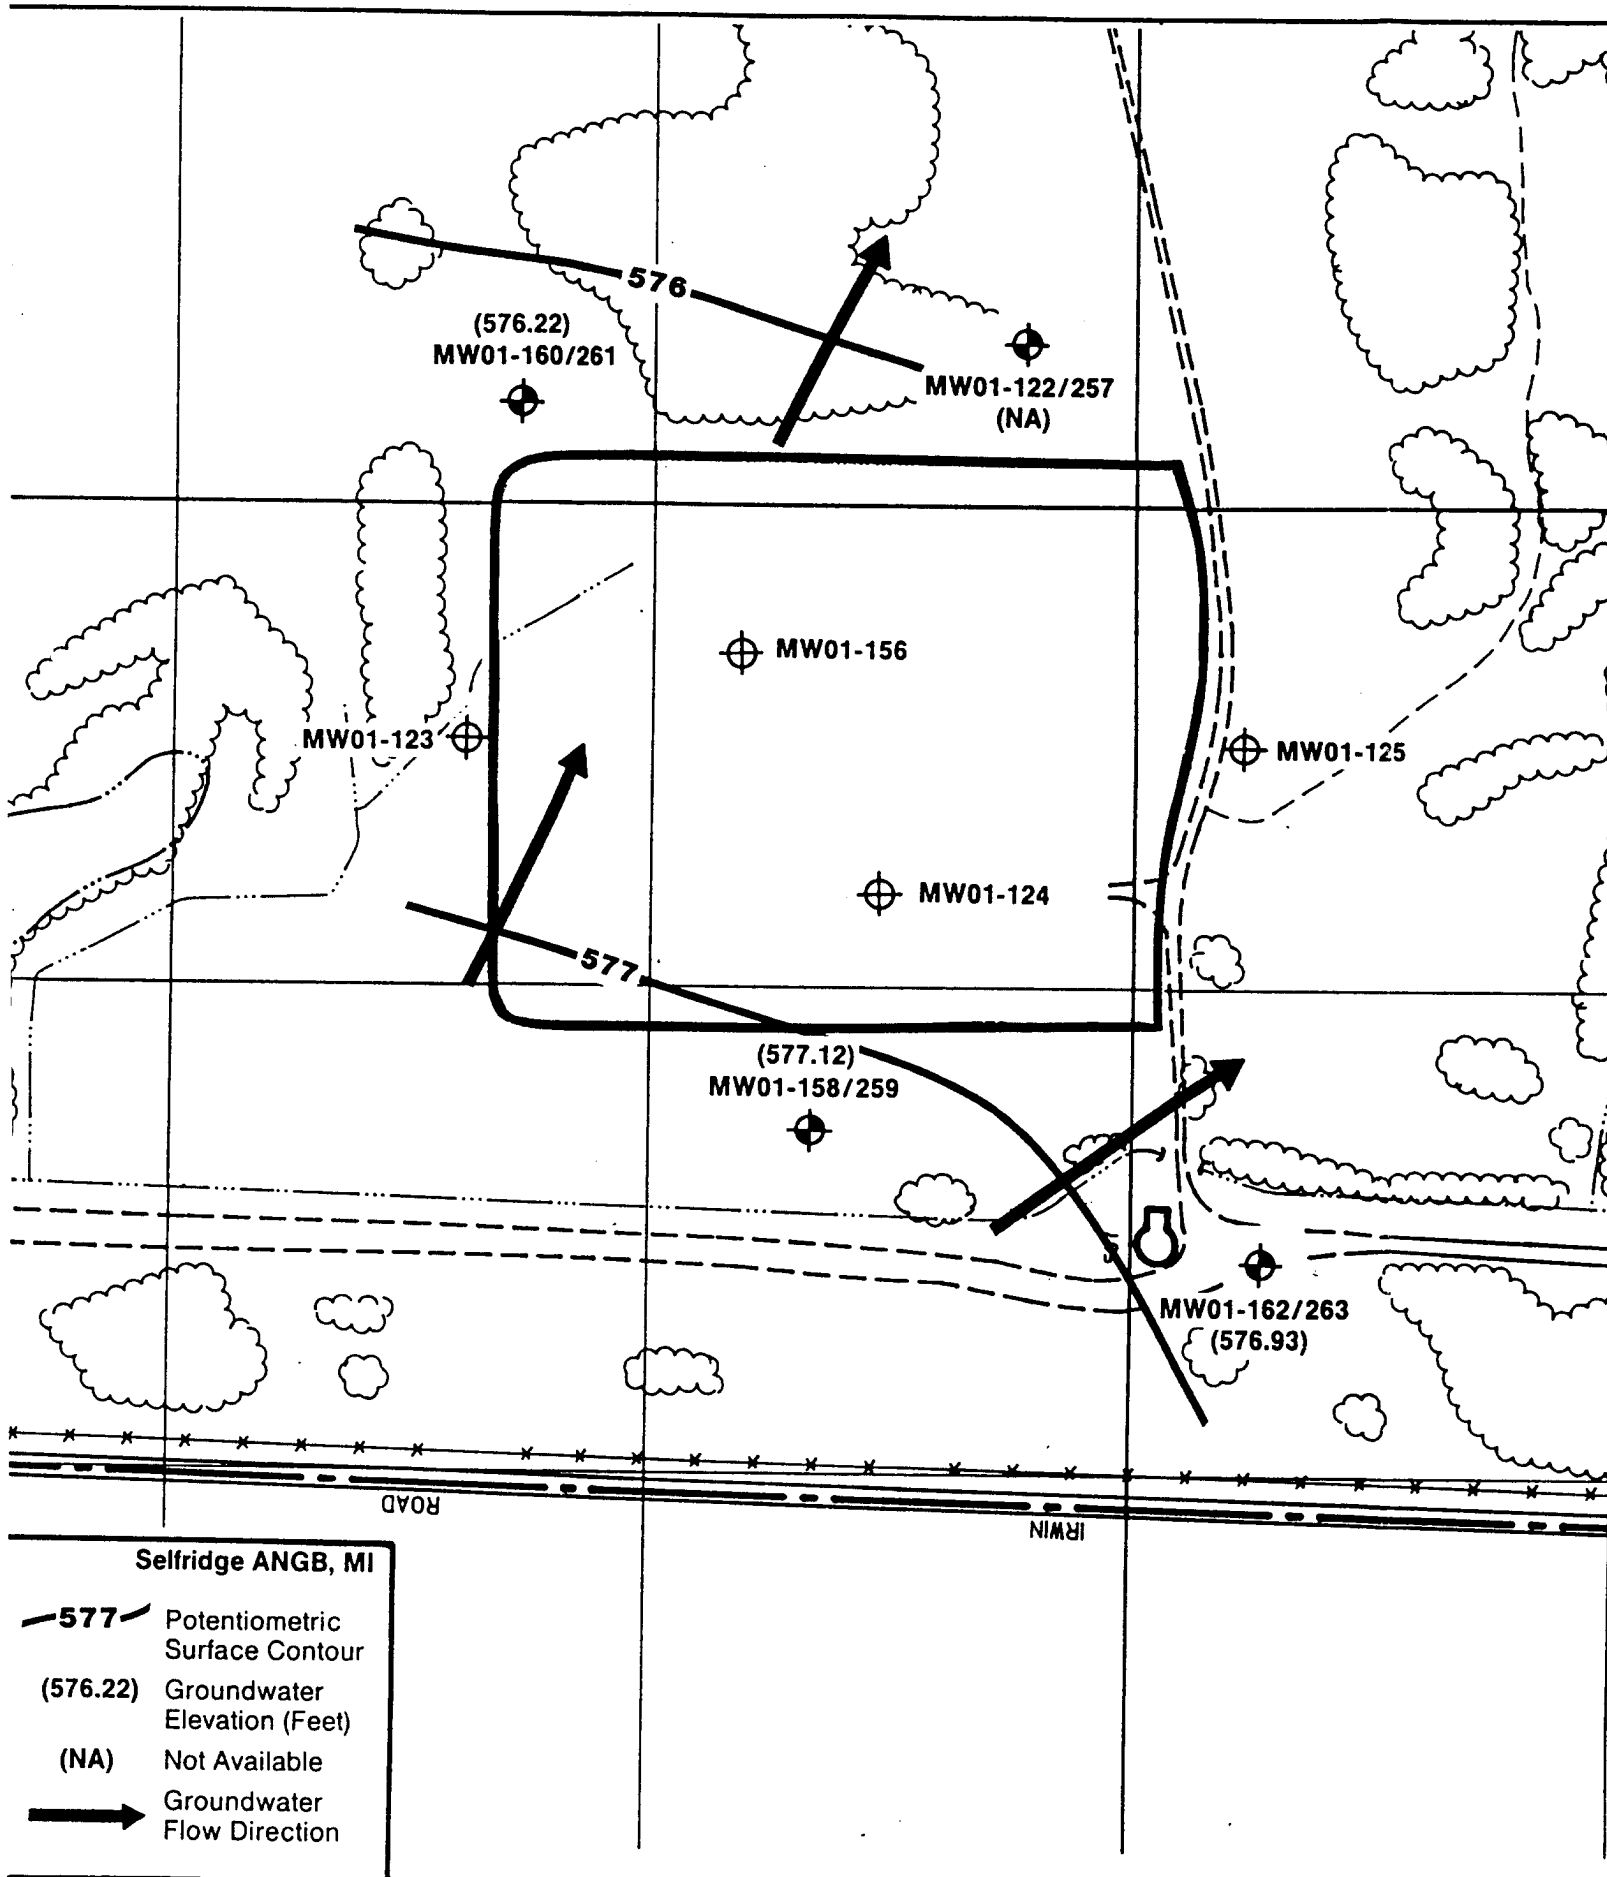 576
(576.22)
MW01-160/261
MW01-122/257
(NA)
MW01-156
MW01-123
MW01-125
MW01-124
577
(577.12)
MW01-158/259
MW01-162/263
(576.93)
ROAD
IRWIN
Selfridge ANGB, MI
577
Potentiometric
Surface Contour
(576.22)
Groundwater
Elevation (Feet)
(NA)
Not Available
Groundwater
Flow Direction